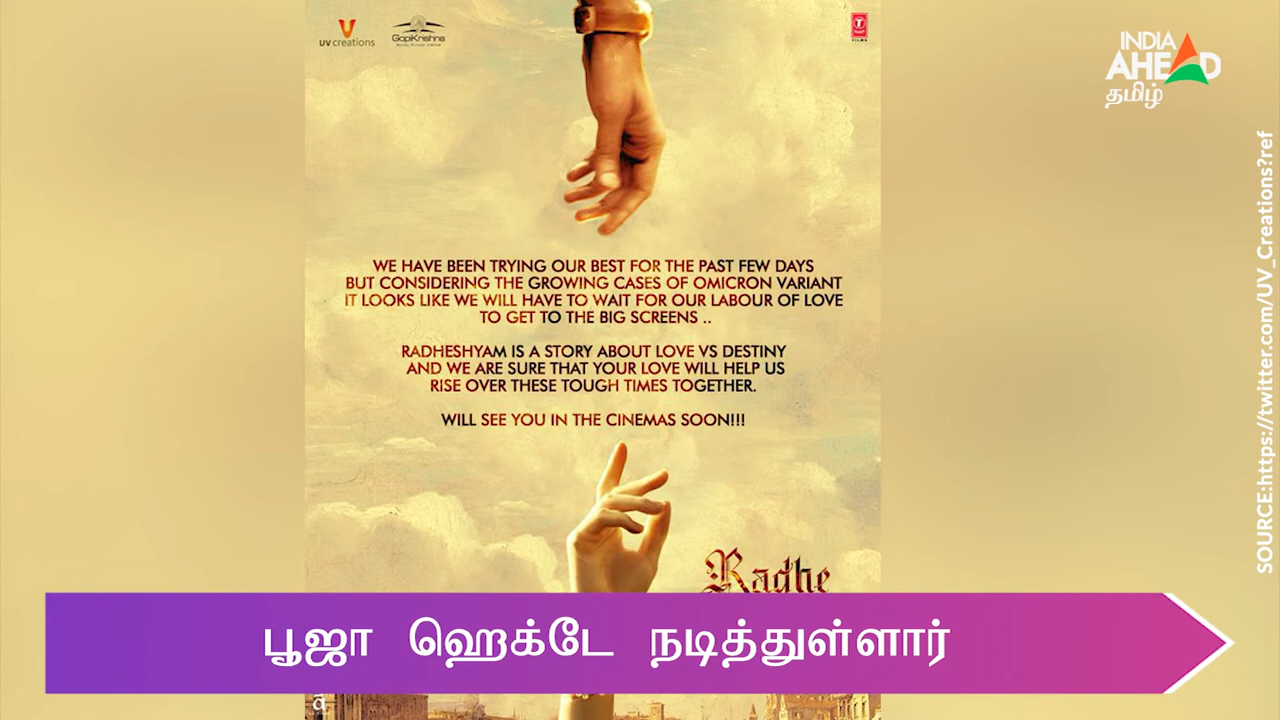 UV creations
GopiKrishna
T
FILMS
INDIA
AHEAD
தமிழ்
WE HAVE BEEN TRYING OUR BEST FOR THE PAST FEW DAYS
BUT CONSIDERING THE GROWING CASES OF OMICRON VARIANT
IT LOOKS LIKE WE WILL HAVE TO WAIT FOR OUR LABOUR OF LOVE
TO GET TO THE BIG SCREENS ..
RADHESHYAM IS A STORY ABOUT LOVE VS DESTINY
AND WE ARE SURE THAT YOUR LOVE WILL HELP US
RISE OVER THESE TOUGH TIMES TOGETHER.
WILL SEE YOU IN THE CINEMAS SOON!!!
Radhe
பூஜா ஹெக்டே நடித்துள்ளார்
SOURCE:https://twitter.com/UV_Creations?ref